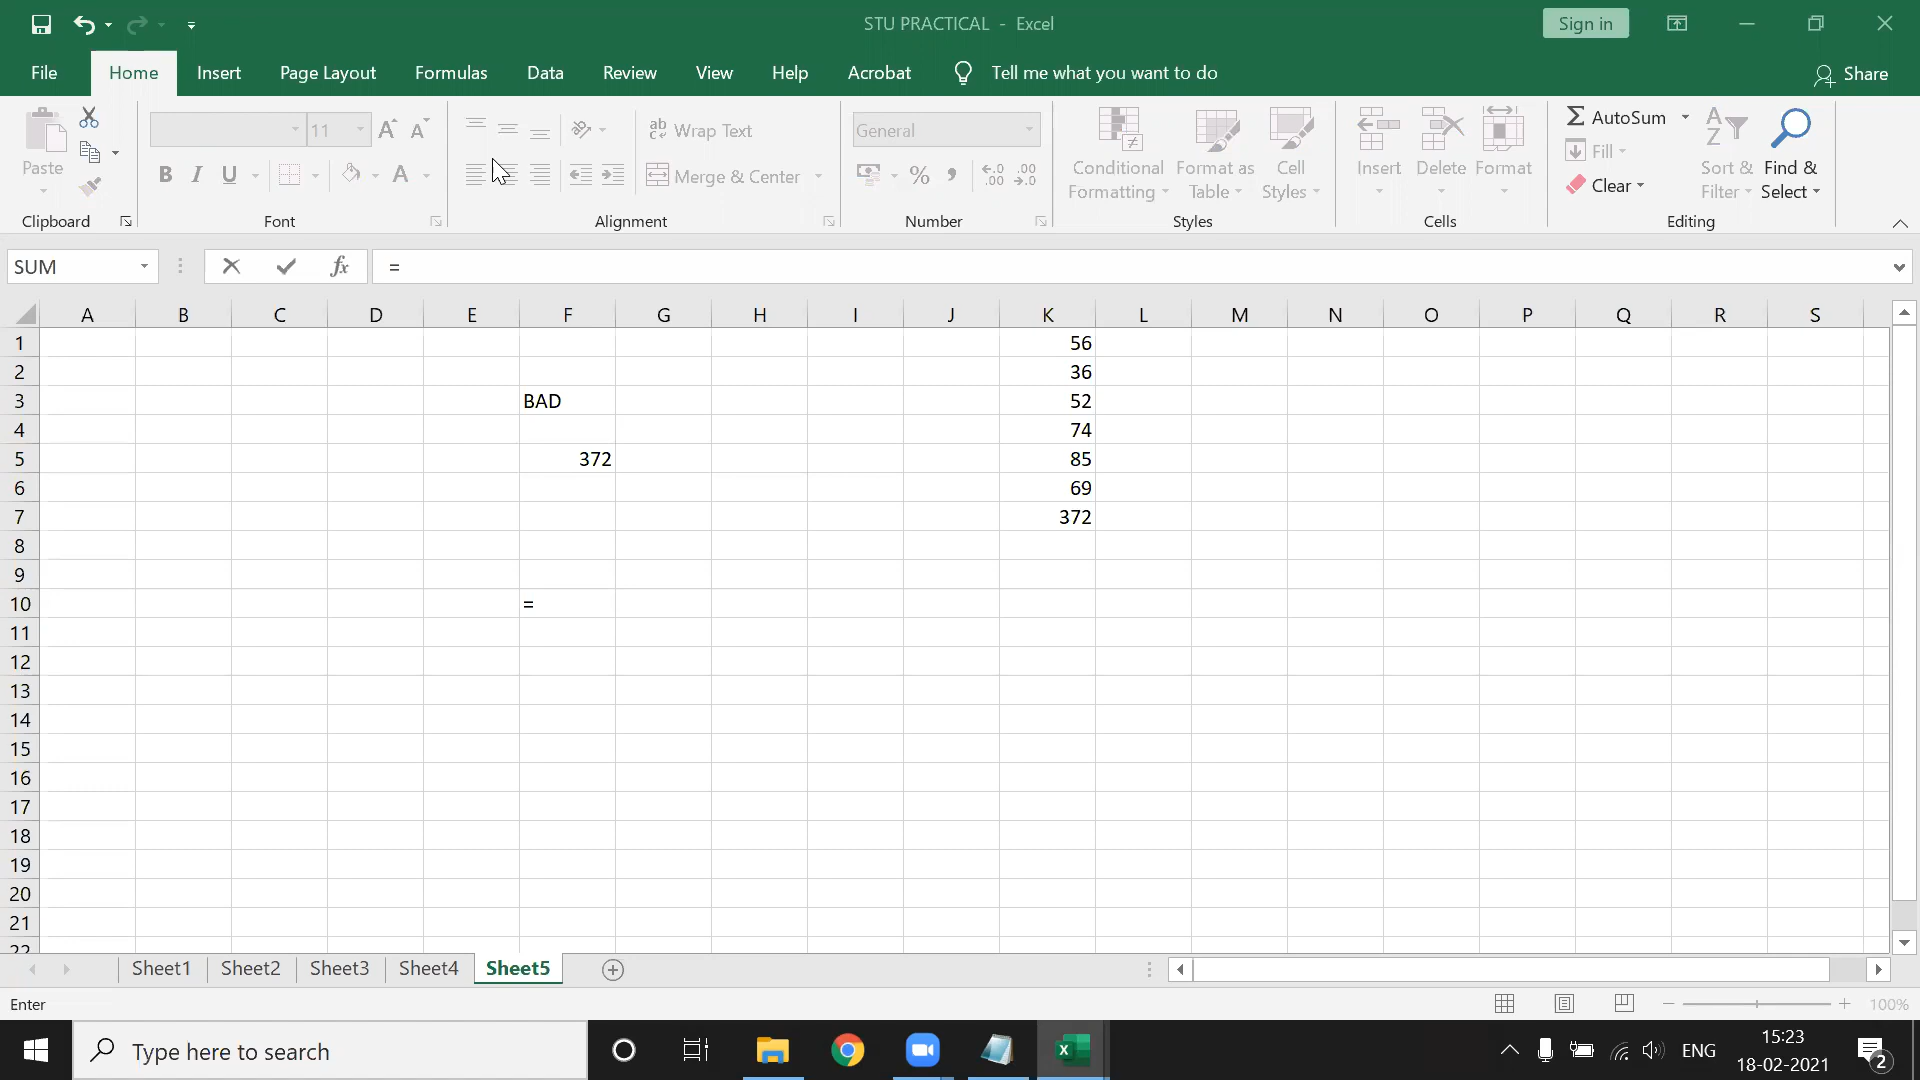 STU PRACTICAL - Excel
Sign in
File Home Insert Page Layout Formulas Data Review View Help Acrobat Tell me what you want to do Share
Paste
11 A A
B I U A
ab Wrap Text
Merge & Center
General
% , .00 .00
Conditional Formatting
Format as Table
Cell Styles
Insert Delete Format
Σ AutoSum
Fill
Clear
Sort & Filter
Find & Select
Clipboard Font Alignment Number Styles Cells Editing
SUM fx =
A B C D E F G H I J K L M N O P Q R S
1 56
2 36
3 BAD 52
4 74
5 372 85
6 69
7 372
8
9
10 =
11
12
13
14
15
16
17
18
19
20
21
22
Sheet1 Sheet2 Sheet3 Sheet4 Sheet5
Enter 100%
Type here to search ENG 15:23
18-02-2021 2